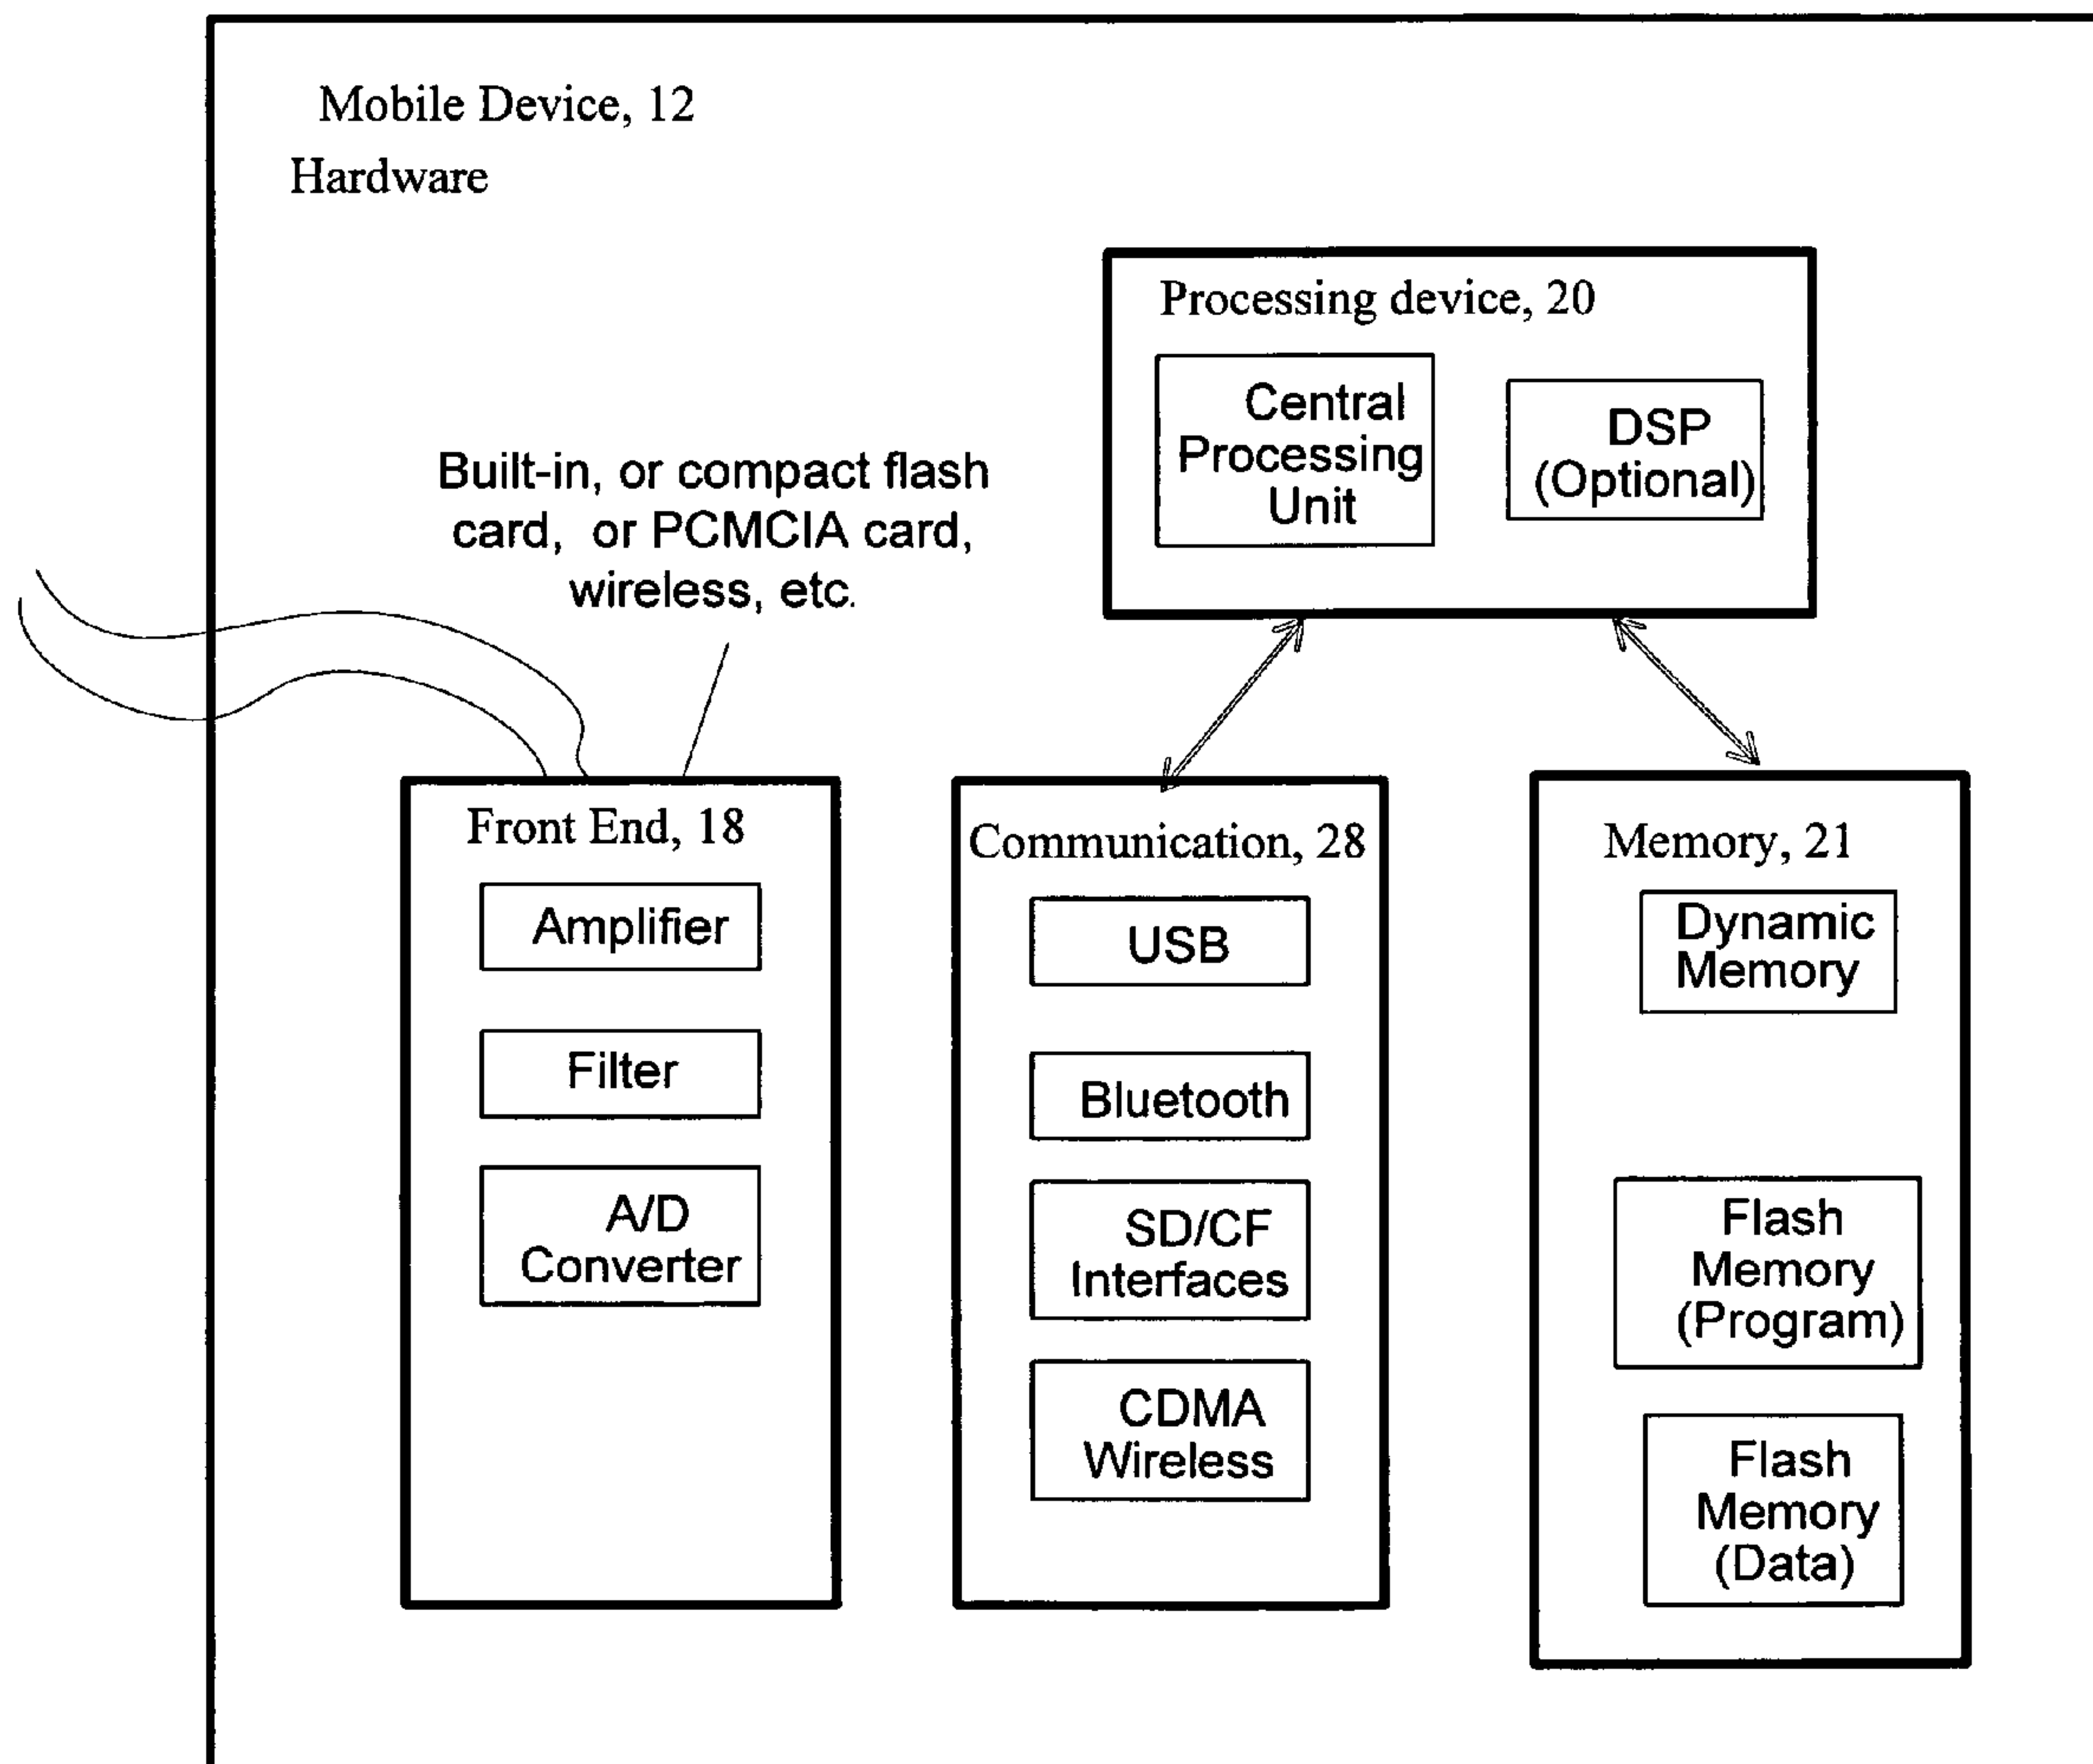 Mobile Device, 12
Hardware
Processing device, 20
Central
Processing
Unit
DSP
(Optional)
Built-in, or compact flash
card, or PCMCIA card,
wireless, etc.
Front End, 18
Amplifier
Filter
A/D
Converter
Communication, 28
USB
Bluetooth
SD/CF
Interfaces
CDMA
Wireless
Memory, 21
Dynamic
Memory
Flash
Memory
(Program)
Flash
Memory
(Data)